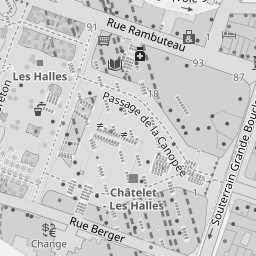 91
Rue Rambuteau
93
87
Les Halles
Passage de la Canopée
Souterrain Grande Boucl
Châtelet
- Les Halles
Rue Berger
Change